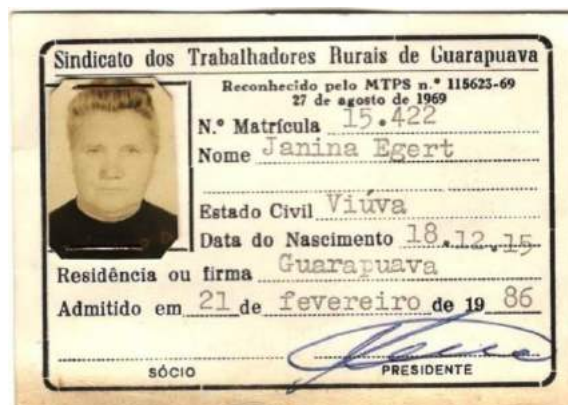 Sindicato dos Trabalhadores Rurais de Guarapuava
Reconhecido pelo MTPS n.º 115623-69
27 de agosto de 1969
N.º Matrícula 15.422
Nome Janina Egert
Estado Civil Viúva
Data do Nascimento 18.12.15
Residência ou firma Guarapuava
Admitido em 21 de fevereiro de 19 86
SÓCIO PRESIDENTE